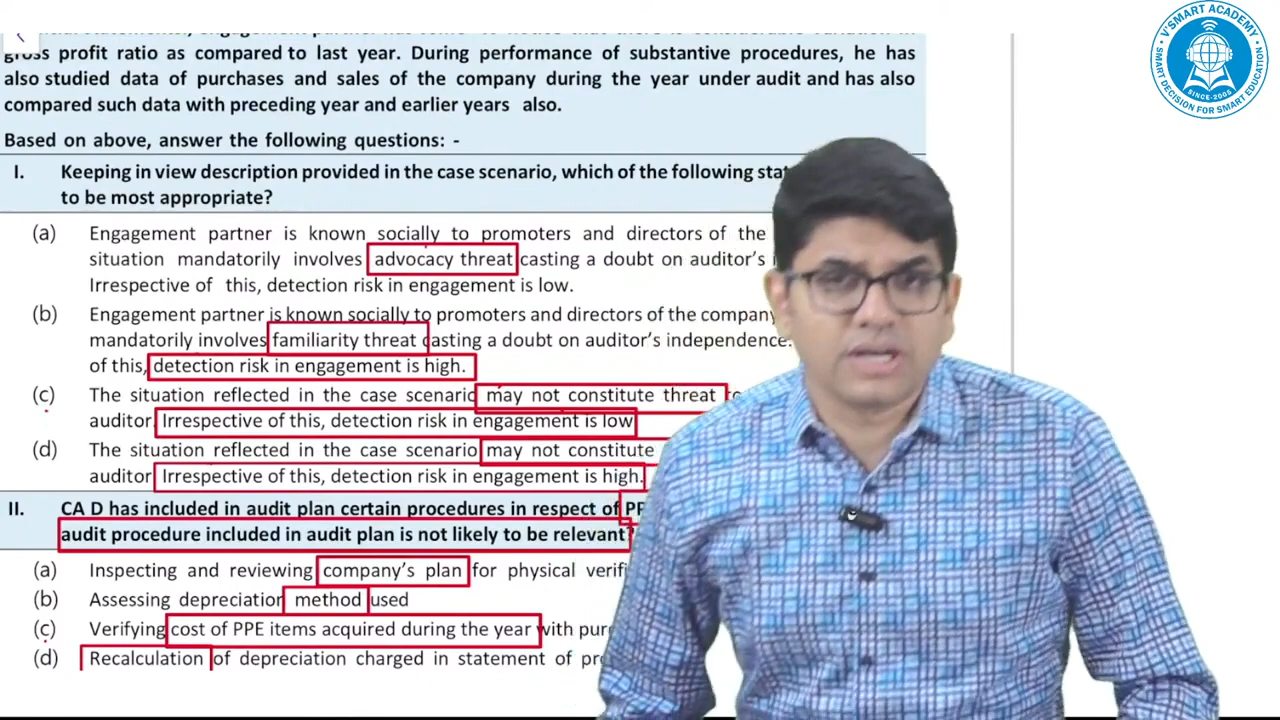 gross profit ratio as compared to last year. During performance of substantive procedures, he has
also studied data of purchases and sales of the company during the year under audit and has also
compared such data with preceding year and earlier years also.
Based on above, answer the following questions: -
I. Keeping in view description provided in the case scenario, which of the following
to be most appropriate?
(a) Engagement partner is known socially to promoters and directors of the
situation mandatorily involves advocacy threat casting a doubt on auditor's
Irrespective of this, detection risk in engagement is low.
(b) Engagement partner is known socially to promoters and directors of the company
mandatorily involves familiarity threat casting a doubt on auditor's independence.
of this, detection risk in engagement is high.
(c) The situation reflected in the case scenario may not constitute threat
auditor. Irrespective of this, detection risk in engagement is low
(d) The situation reflected in the case scenario may not constitute
auditor. Irrespective of this, detection risk in engagement is high.
II. CA D has included in audit plan certain procedures in respect of
audit procedure included in audit plan is not likely to be relevant?
(a) Inspecting and reviewing company's plan for physical
(b) Assessing depreciation method used
(c) Verifying cost of PPE items acquired during the year with
(d) Recalculation of depreciation charged in statement of
V'SMART ACADEMY
SINCE-2005
SMART DECISION FOR SMART EDUCATION